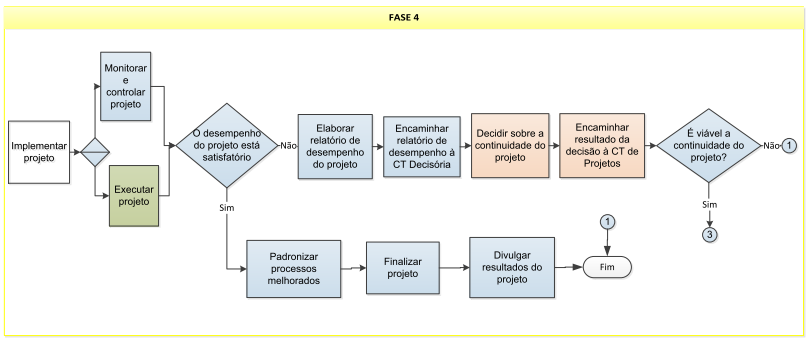 FASE 4
Monitorar
e
controlar
projeto
Implementar
projeto
Executar
projeto
O desempenho
do projeto está
satisfatório
Não
Elaborar
relatório de
desempenho
do projeto
Encaminhar
relatório de
desempenho à
CT Decisória
Decidir sobre a
continuidade do
projeto
Encaminhar
resultado da
decisão à CT de
Projetos
É viável a
continuidade do
projeto?
Não
1
Sim
3
Sim
Padronizar
processos
melhorados
Finalizar
projeto
Divulgar
resultados do
projeto
1
Fim